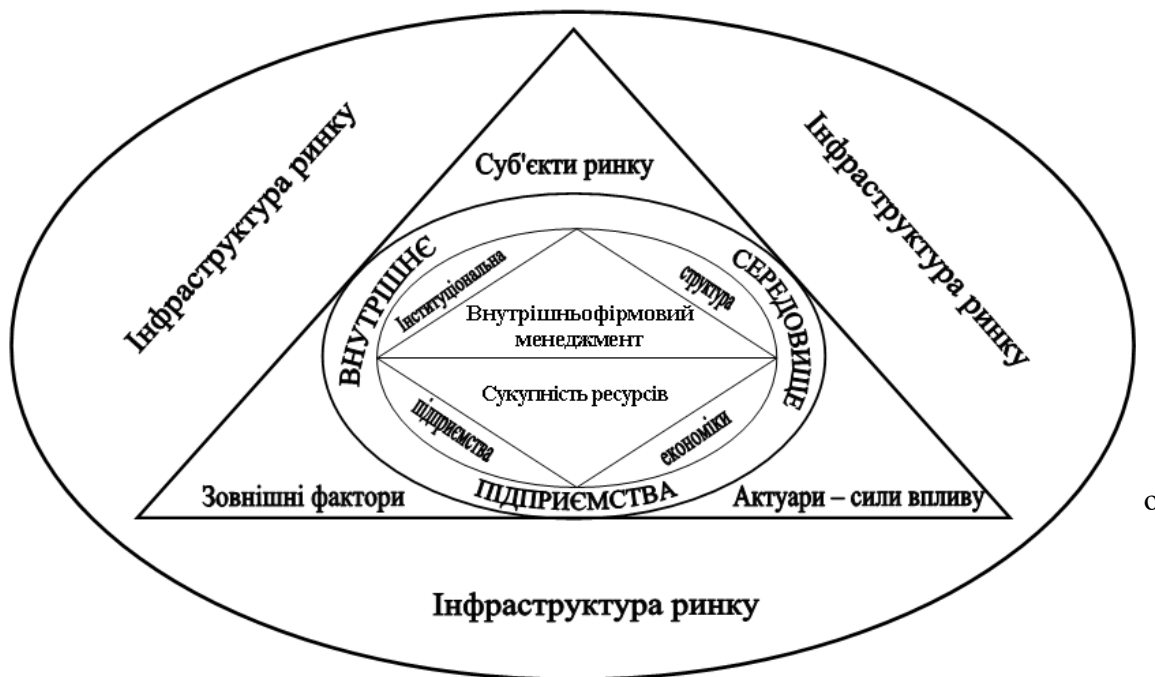 Інфраструктура ринку
Інфраструктура ринку
Суб'єкти ринку
ВНУТРІШНЄ
СЕРЕДОВИЩЕ
Інституціональна
структура
Внутрішньофірмовий
менеджмент
Сукупність ресурсів
підприємства
економіки
ПІДПРИЄМСТВА
Зовнішні фактори
Актуари – сили впливу
Інфраструктура ринку